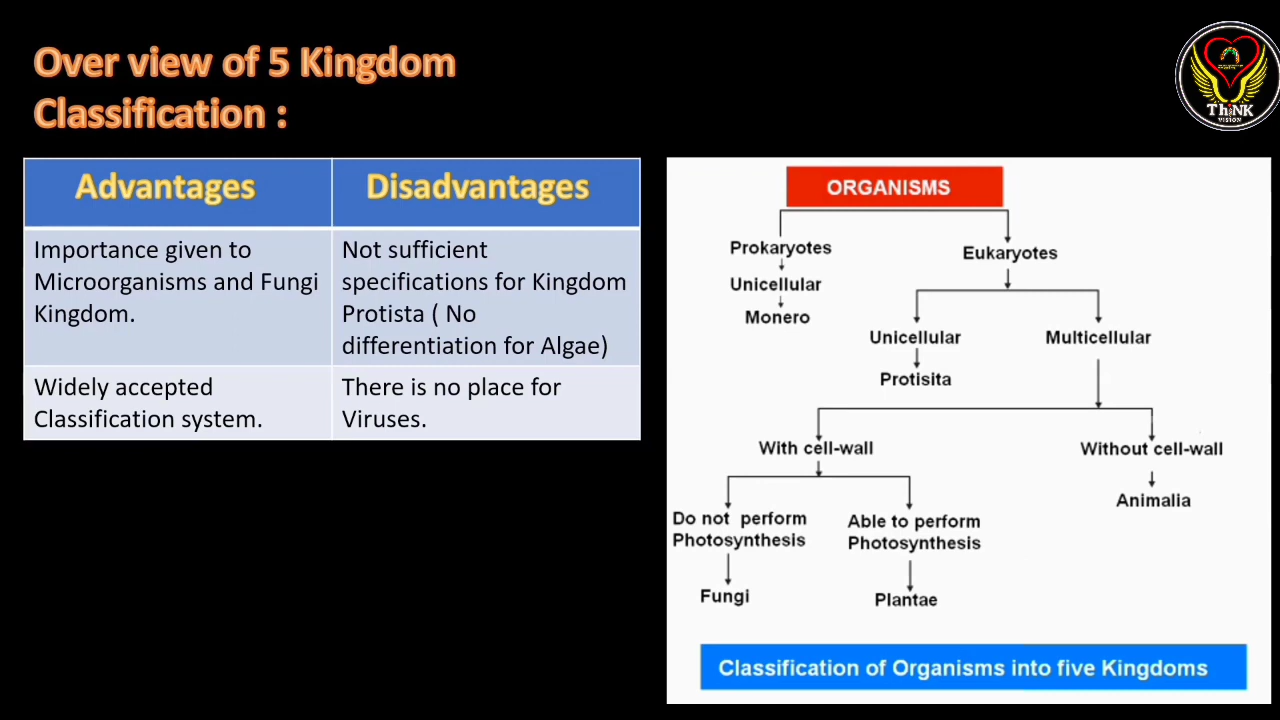 Over view of 5 Kingdom
Classification :
ThiNK
VISION
Advantages
Disadvantages
Importance given to
Microorganisms and Fungi
Kingdom.
Not sufficient
specifications for Kingdom
Protista ( No
differentiation for Algae)
Widely accepted
Classification system.
There is no place for
Viruses.
ORGANISMS
Prokaryotes
Eukaryotes
Unicellular
Monero
Unicellular
Multicellular
Protisita
With cell-wall
Without cell-wall
Animalia
Do not perform
Photosynthesis
Able to perform
Photosynthesis
Fungi
Plantae
Classification of Organisms into five Kingdoms